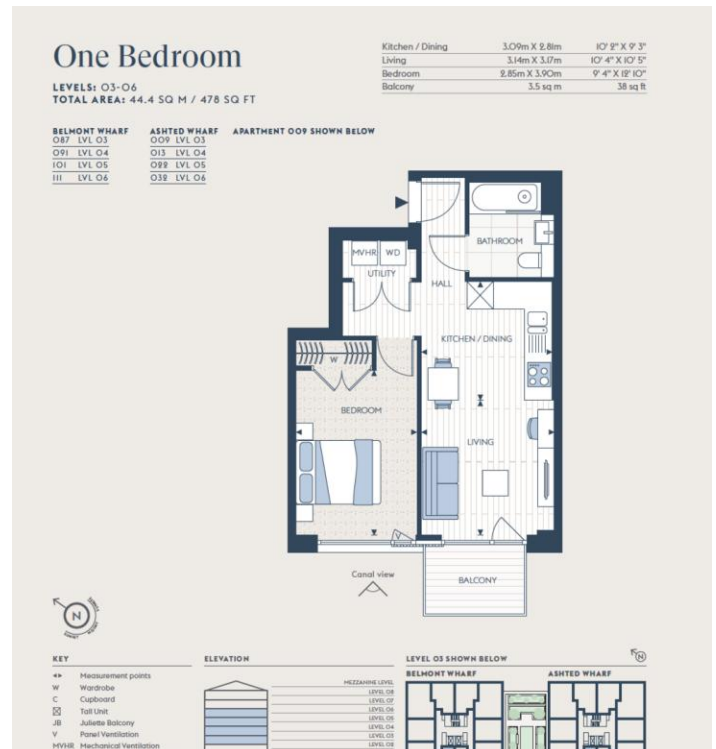 One Bedroom
LEVELS: 03-06
TOTAL AREA: 44.4 SQ M / 478 SQ FT
Kitchen / Dining 3.09m X 2.81m 10' 2" X 9' 3"
Living 3.14m X 3.17m 10' 4" X 10' 5"
Bedroom 2.85m X 3.90m 9' 4" X 12' 10"
Balcony 3.5 sq m 38 sq ft
BELMONT WHARF ASHTED WHARF APARTMENT 009 SHOWN BELOW
087 LVL 03 009 LVL 03
091 LVL 04 013 LVL 04
101 LVL 05 022 LVL 05
111 LVL 06 032 LVL 06
BATHROOM
MVHR WD
UTILITY
HALL
KITCHEN / DINING
W
BEDROOM
LIVING
V
Canal view
BALCONY
N
KEY
Measurement points
W Wardrobe
C Cupboard
Tall Unit
JB Juliette Balcony
V Panel Ventilation
MVHR Mechanical Ventilation
ELEVATION
MEZZANINE LEVEL
LEVEL 08
LEVEL 07
LEVEL 06
LEVEL 05
LEVEL 04
LEVEL 03
LEVEL 03 SHOWN BELOW
N
BELMONT WHARF ASHTED WHARF